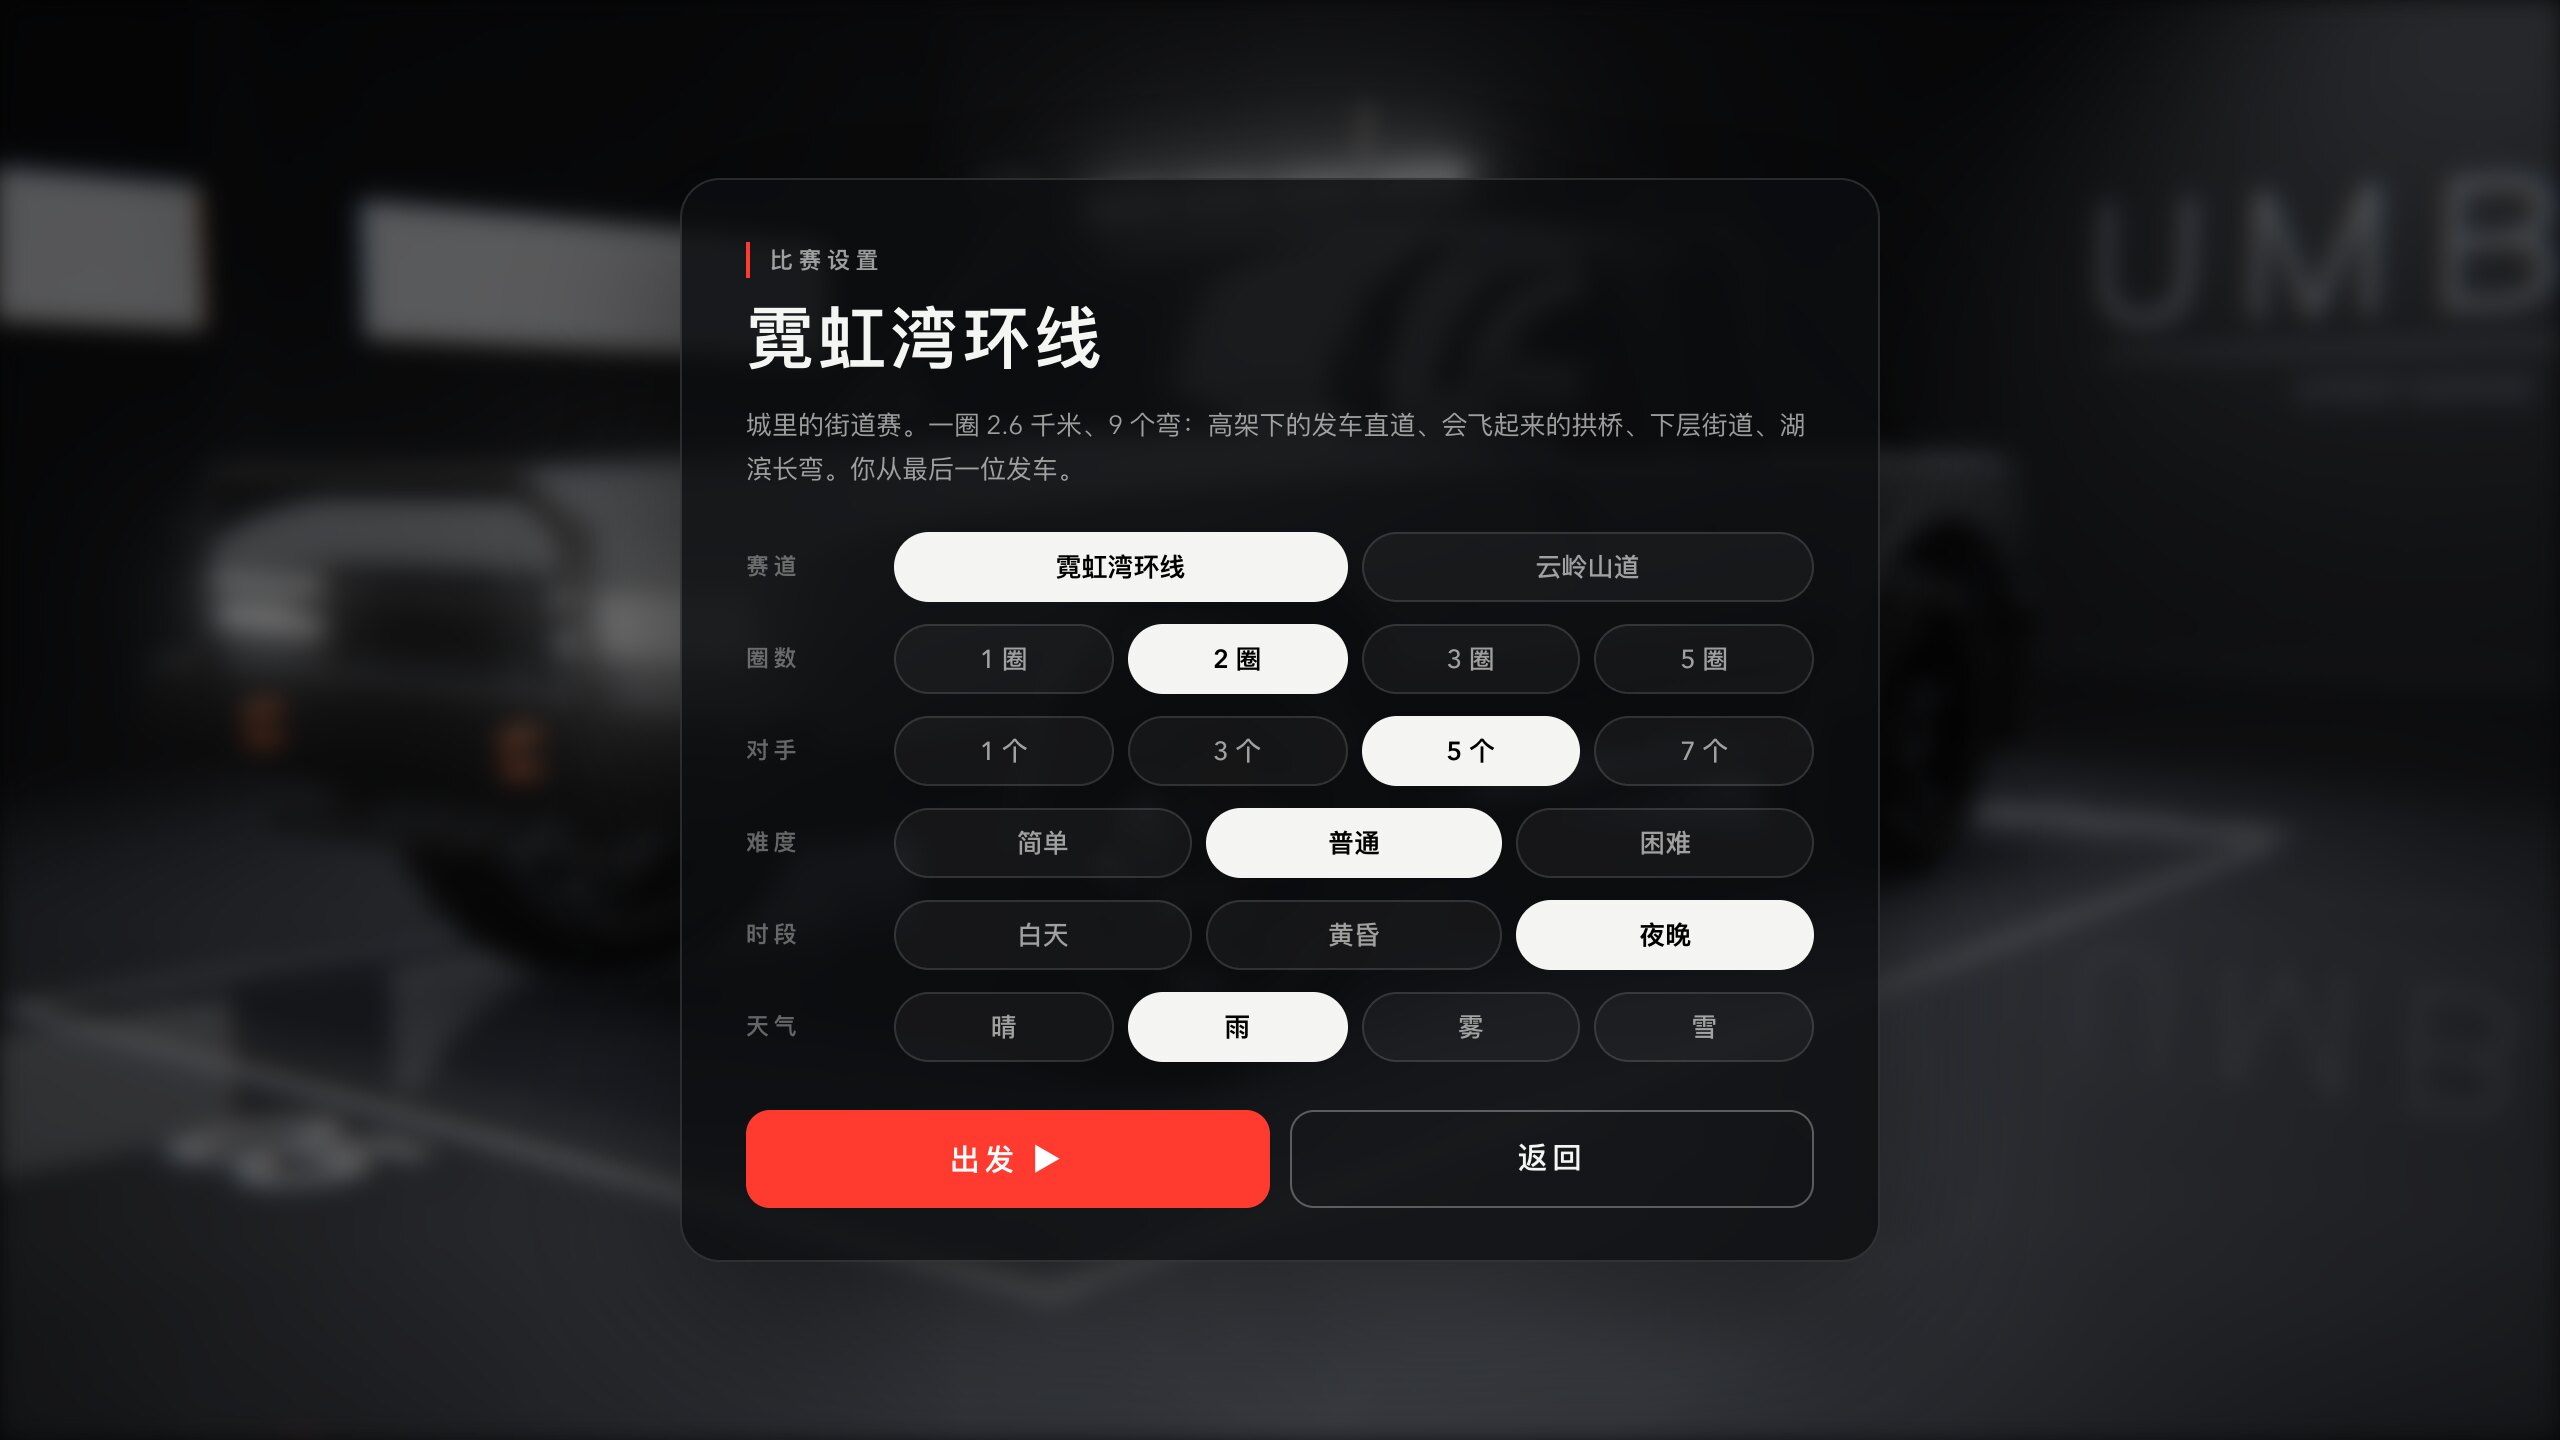 UMB
比赛设置
霓虹湾环线
城里的街道赛。一圈 2.6 千米、9 个弯：高架下的发车直道、会飞起来的拱桥、下层街道、湖
滨长弯。你从最后一位发车。
赛道 霓虹湾环线 云岭山道
圈数 1 圈 2 圈 3 圈 5 圈
对手 1 个 3 个 5 个 7 个
难度 简单 普通 困难
时段 白天 黄昏 夜晚
天气 晴 雨 雾 雪
出发 ▶ 返回